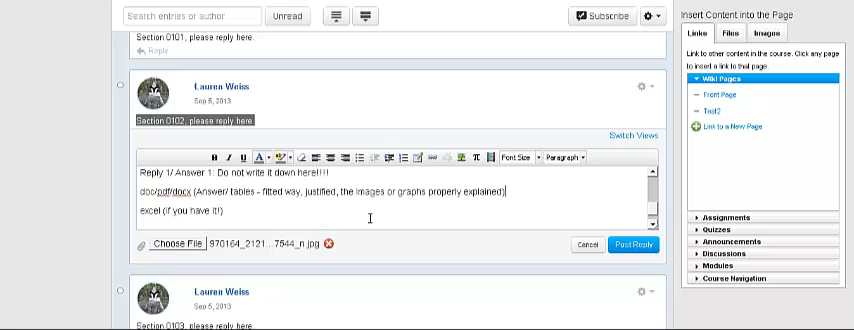 Search entries or author
Unread
Subscribe
Section 0101, please reply here.
Reply
Lauren Weiss
Sep 5, 2013
Section 0102, please reply here.
Switch Views
B I U A Font Size Paragraph
Reply 1/ Answer 1: Do not write it down here!!!!
doc/pdf/docx (Answer/ tables - fitted way, justified, the images or graphs properly explained)
excel (if you have it!)
Choose File 970164_2121...7544_n.jpg
Cancel
Post Reply
Lauren Weiss
Sep 5, 2013
Section 0103, please reply here.
Insert Content into the Page
Links Files Images
Link to other content in the course. Click any page
to insert a link to that page.
Wiki Pages
Front Page
Test2
Link to a New Page
Assignments
Quizzes
Announcements
Discussions
Modules
Course Navigation